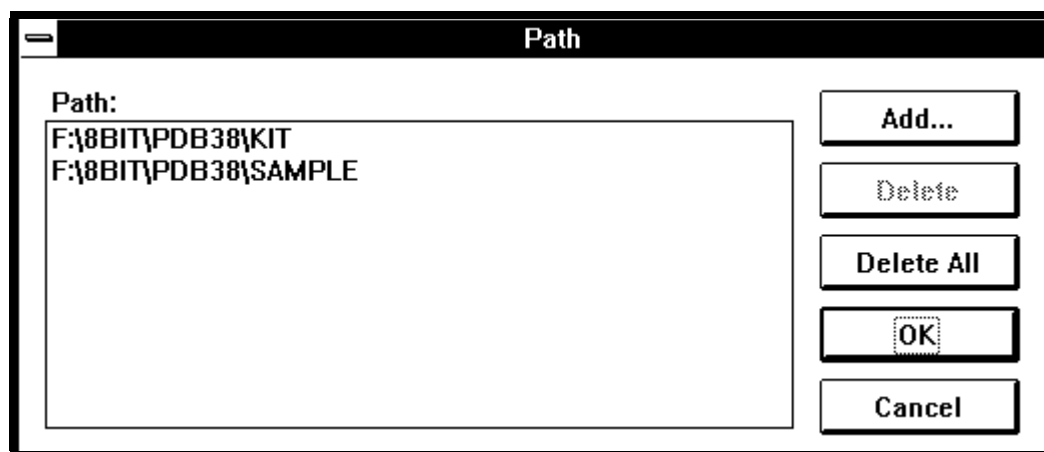 Path
Path:
F:\8BIT\PDB38\KIT
F:\8BIT\PDB38\SAMPLE
Add...
Delete
Delete All
OK
Cancel